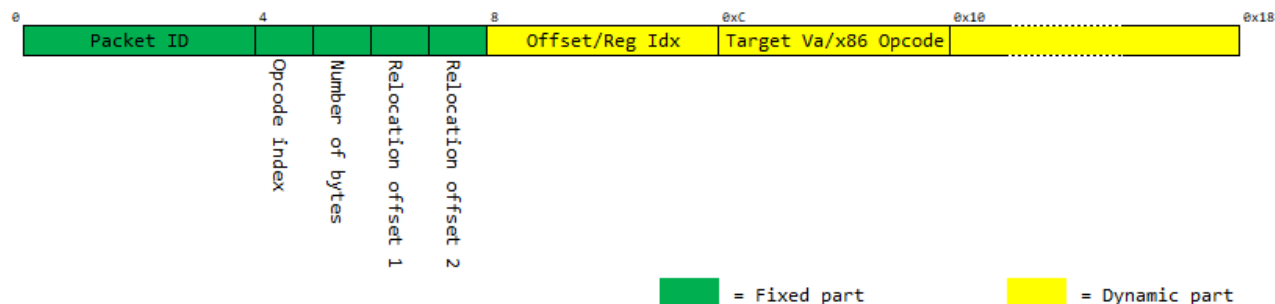 0 4 8 0xC 0x10 0x18
Packet ID Offset/Reg Idx Target Va/x86 Opcode
Opcode index
Number of bytes
Relocation offset 1
Relocation offset 2
= Fixed part = Dynamic part